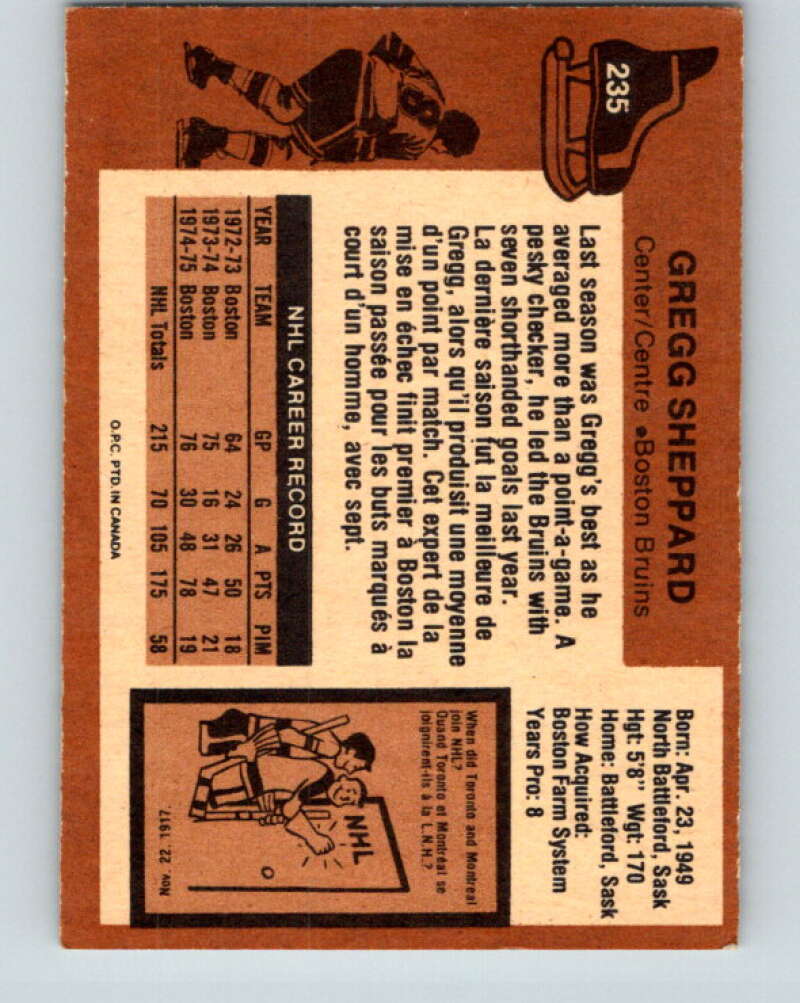 235
8
GREGG SHEPPARD
Center/Centre • Boston Bruins
Last season was Gregg's best as he
averaged more than a point-a-game. A
pesky checker, he led the Bruins with
seven shorthanded goals last year.
La dernière saison fut la meilleure de
Gregg, alors qu'il produisit une moyenne
d'un point par match. Cet expert de la
mise en échec finit premier à Boston la
saison passée pour les buts marqués à
court d'un homme, avec sept.
NHL CAREER RECORD
YEAR TEAM GP G A PTS PIM
1972-73 Boston 64 24 26 50 18
1973-74 Boston 75 16 31 47 21
1974-75 Boston 76 30 48 78 19
NHL Totals 215 70 105 175 58
O.P.C. PTD. IN CANADA
Born: Apr. 23, 1949
North Battleford, Sask
Hgt: 5'8" Wgt: 170
Home: Battleford, Sask
How Acquired:
Boston Farm System
Years Pro: 8
When did Toronto and Montreal
join NHL?
Quand Toronto et Montréal se
joignirent-ils à la L.N.H.?
NHL
Nov. 22, 1917.